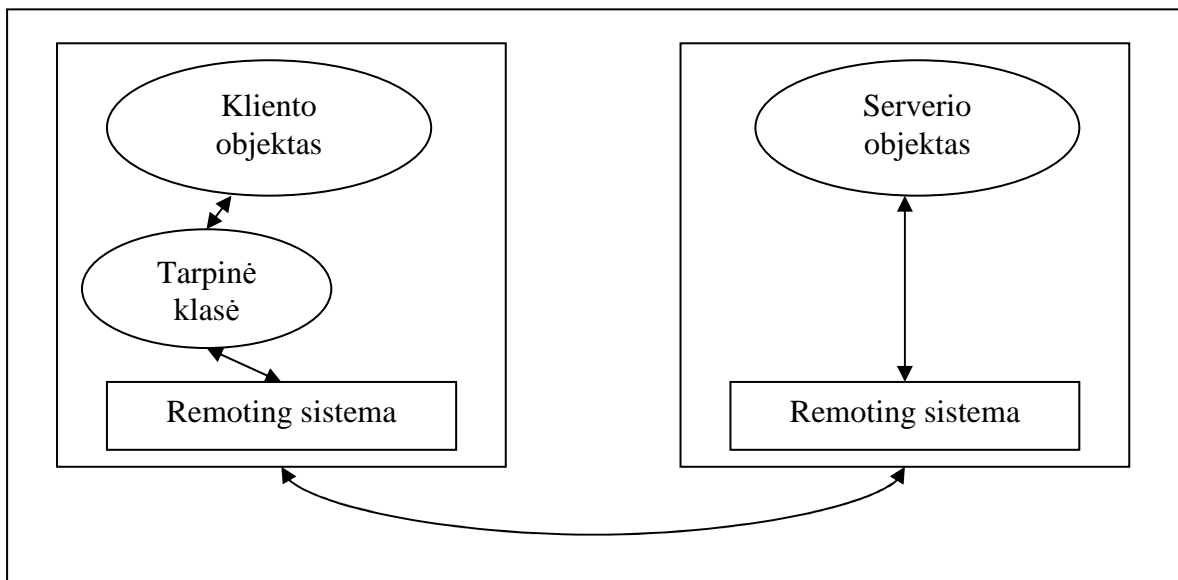 Kliento
objektas
Tarpinė
klasė
Remoting sistema
Serverio
objektas
Remoting sistema